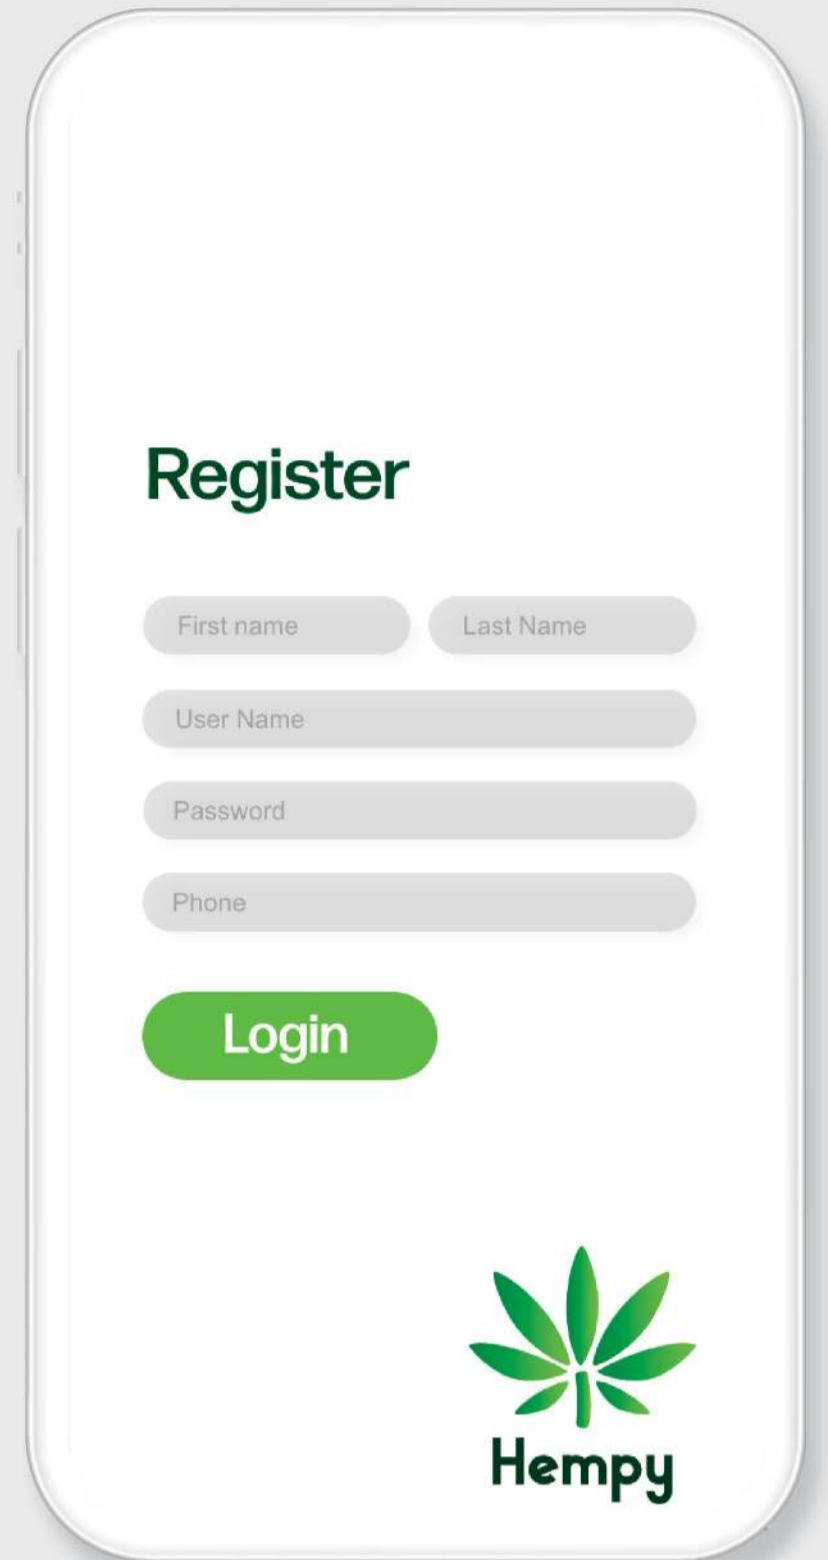 Register
First name Last Name
User Name
Password
Phone
Login
Hempy